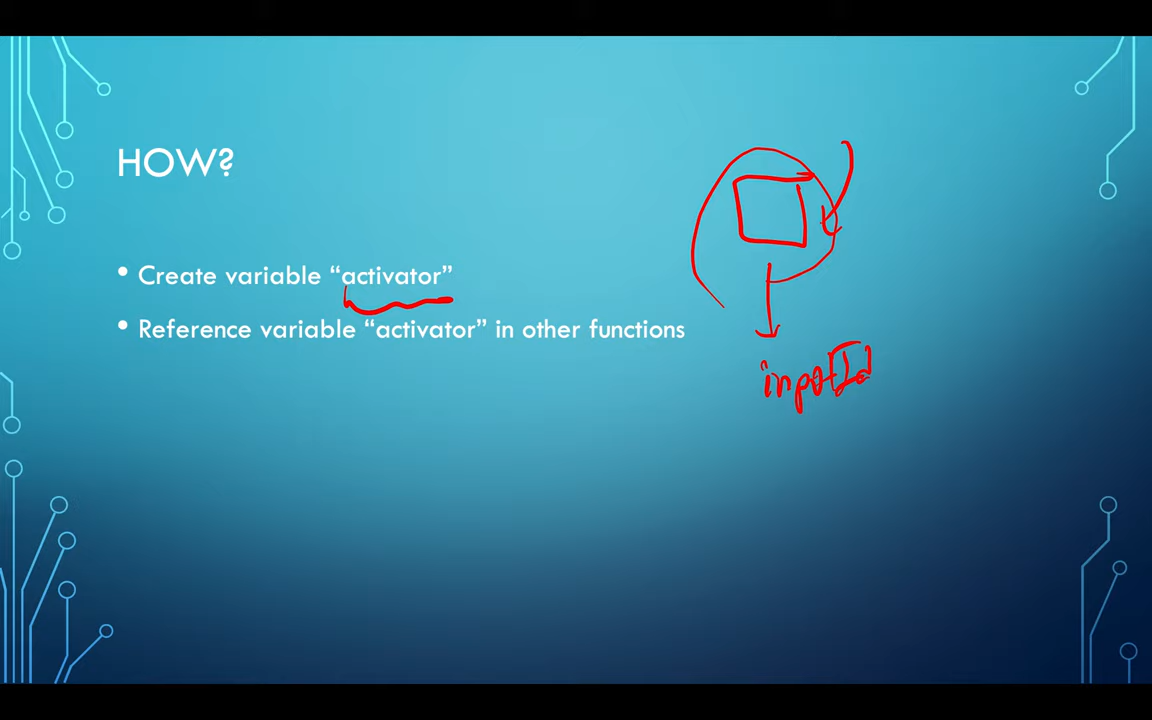 HOW?
• Create variable “activator”
• Reference variable “activator” in other functions